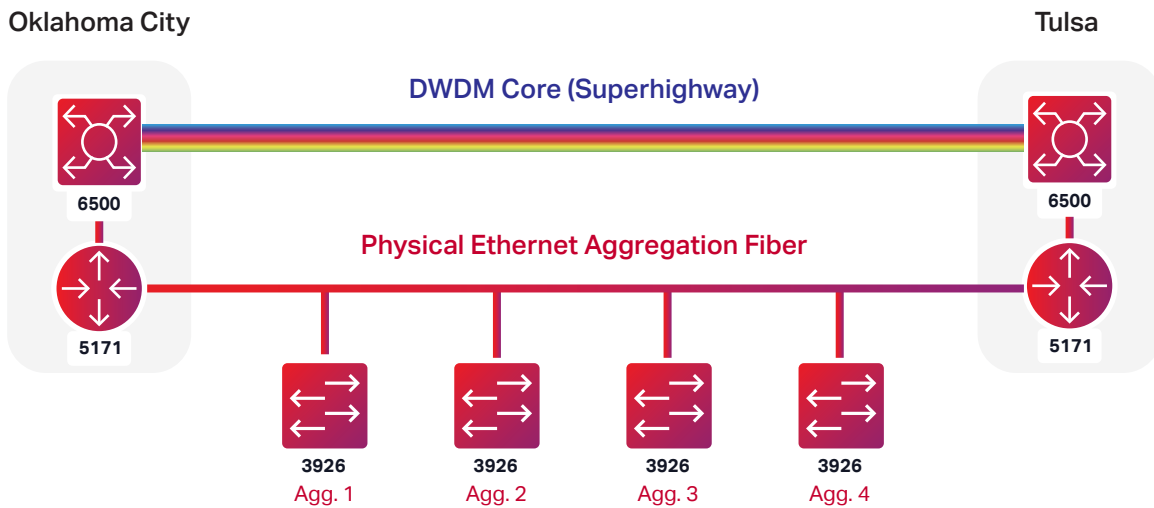 Oklahoma City
Tulsa
DWDM Core (Superhighway)
6500
6500
Physical Ethernet Aggregation Fiber
5171
5171
3926
3926
3926
3926
Agg. 1
Agg. 2
Agg. 3
Agg. 4